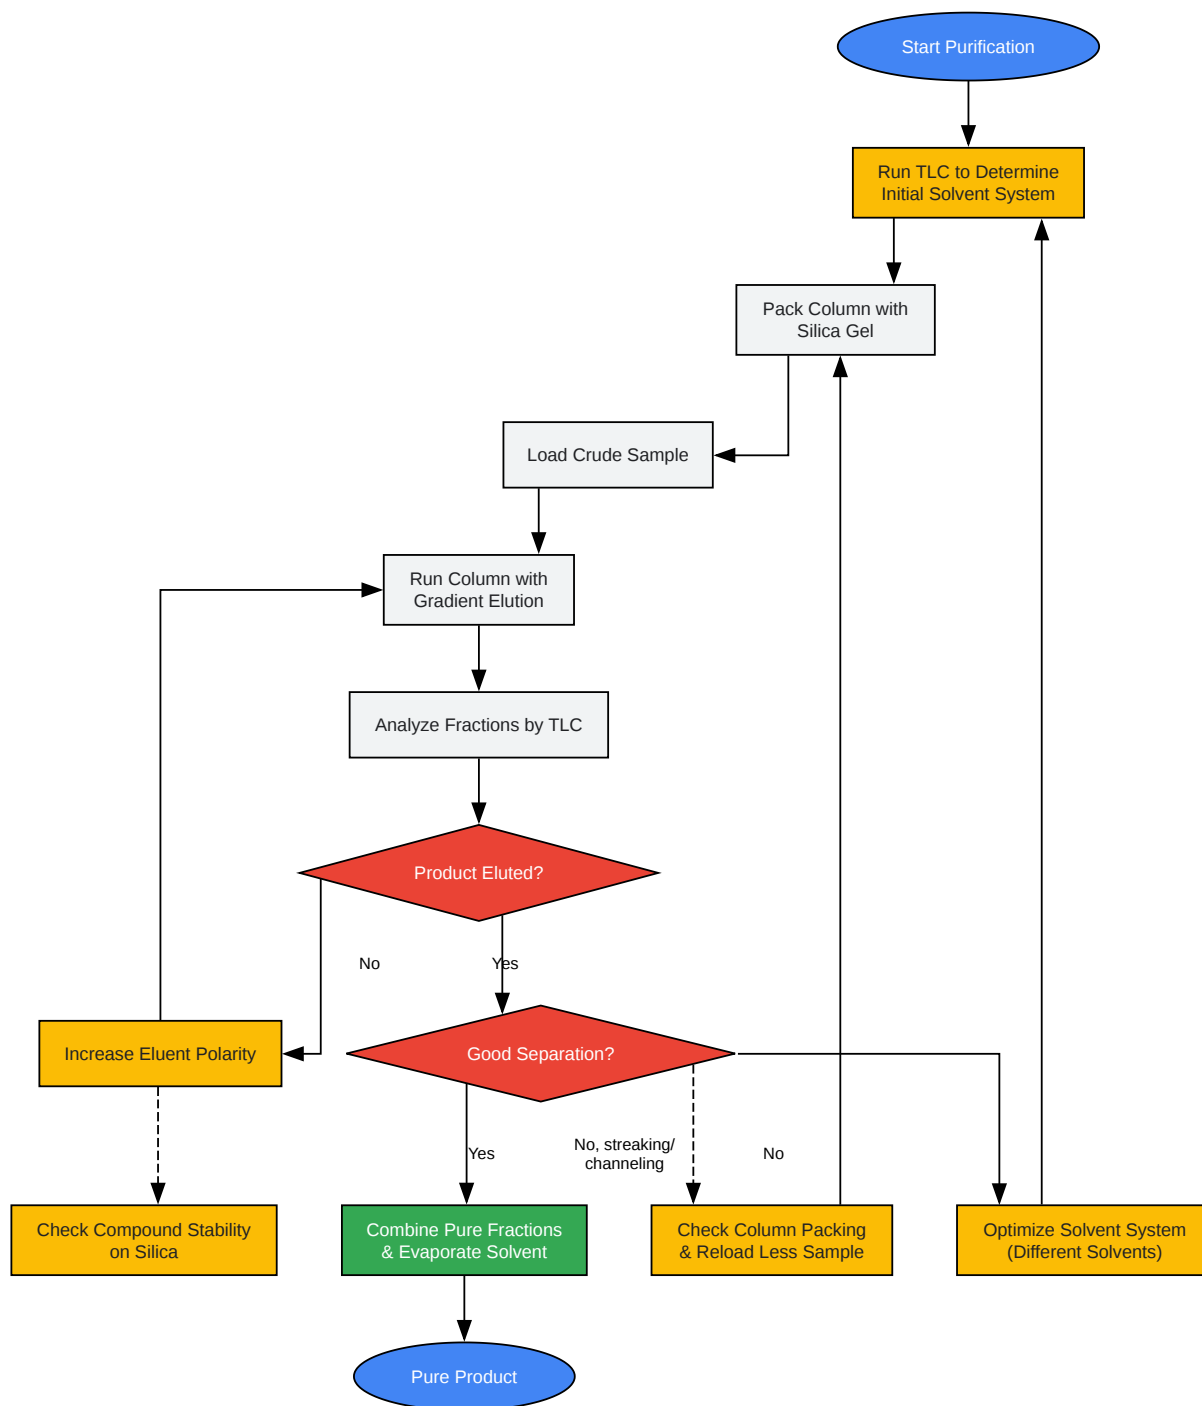 Start Purification
Run TLC to Determine
Initial Solvent System
Pack Column with
Silica Gel
Load Crude Sample
Run Column with
Gradient Elution
Analyze Fractions by TLC
Product Eluted?
No
Yes
Increase Eluent Polarity
Good Separation?
Yes
No, streaking/
channeling
No
Check Compound Stability
on Silica
Combine Pure Fractions
& Evaporate Solvent
Check Column Packing
& Reload Less Sample
Optimize Solvent System
(Different Solvents)
Pure Product